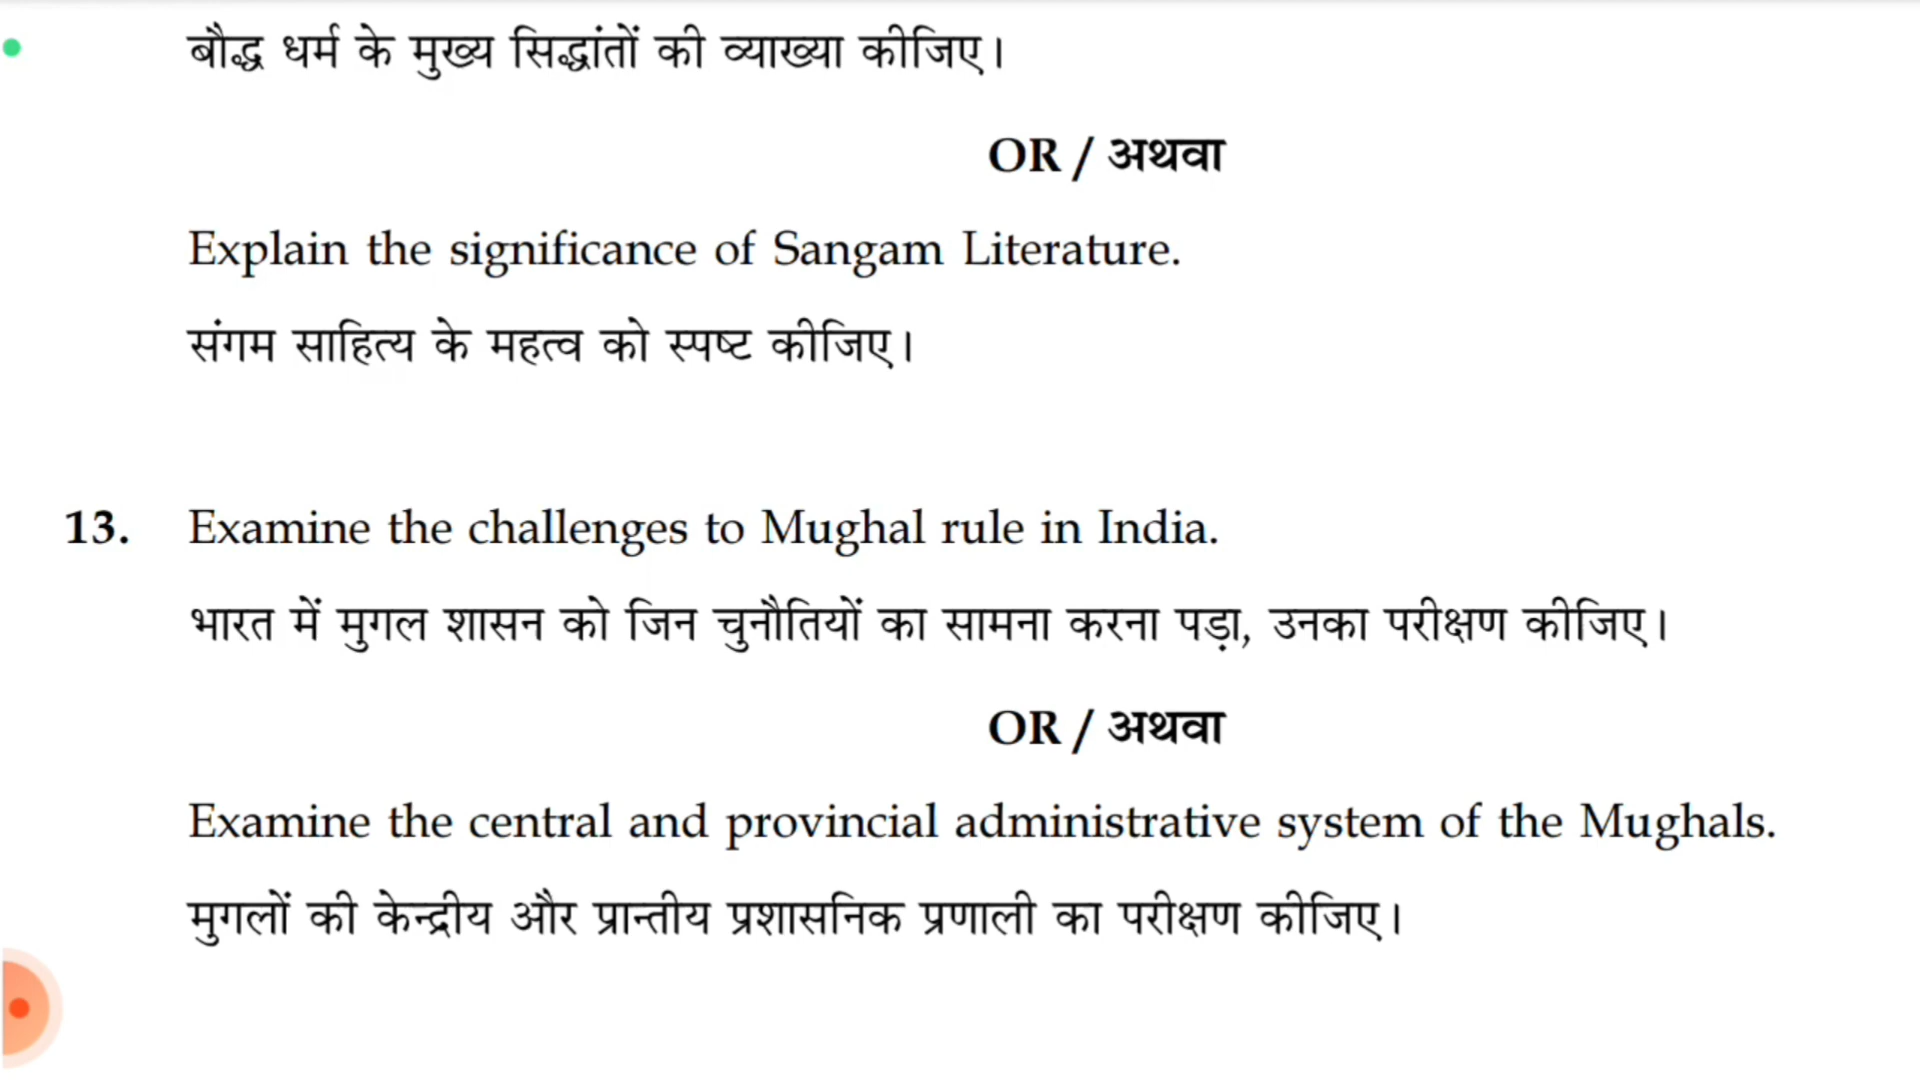 बौद्ध धर्म के मुख्य सिद्धांतों की व्याख्या कीजिए।
OR / अथवा
Explain the significance of Sangam Literature.
संगम साहित्य के महत्व को स्पष्ट कीजिए।
13. Examine the challenges to Mughal rule in India.
भारत में मुगल शासन को जिन चुनौतियों का सामना करना पड़ा, उनका परीक्षण कीजिए।
OR / अथवा
Examine the central and provincial administrative system of the Mughals.
मुगलों की केन्द्रीय और प्रान्तीय प्रशासनिक प्रणाली का परीक्षण कीजिए।